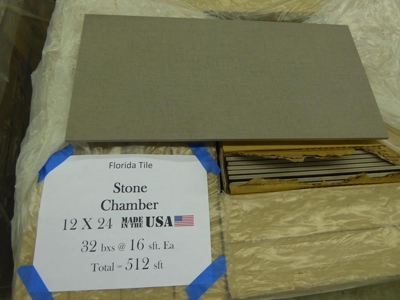 Florida Tile
Stone
Chamber
12 X 24 MADE IN THE USA
32 bxs @ 16 sft. Ea
Total = 512 sft